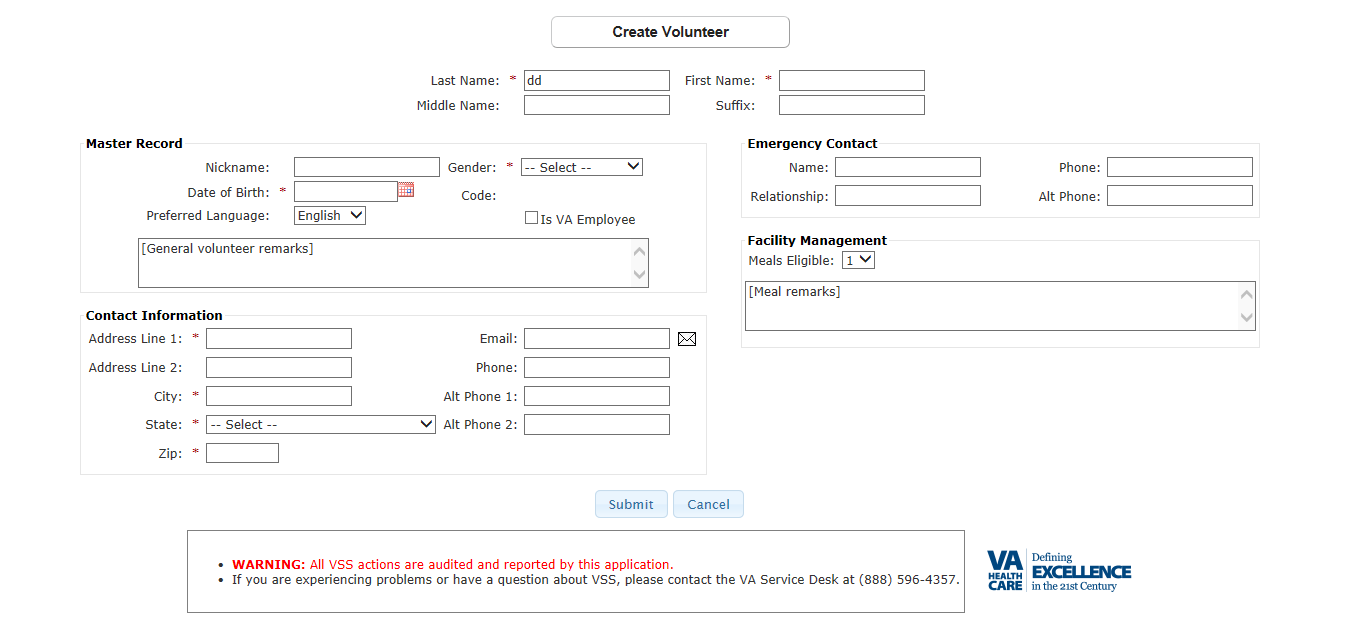 Create Volunteer
Last Name: * dd First Name: *
Middle Name: Suffix:
Master Record
Nickname: Gender: * -- Select --
Date of Birth: * Code:
Preferred Language: English Is VA Employee
[General volunteer remarks]
Emergency Contact
Name: Phone:
Relationship: Alt Phone:
Facility Management
Meals Eligible: 1
[Meal remarks]
Contact Information
Address Line 1: * Email:
Address Line 2: Phone:
City: * Alt Phone 1:
State: * -- Select -- Alt Phone 2:
Zip: *
Submit Cancel
• WARNING: All VSS actions are audited and reported by this application.
• If you are experiencing problems or have a question about VSS, please contact the VA Service Desk at (888) 596-4357.
VA
HEALTH
CARE
Defining
EXCELLENCE
in the 21st Century